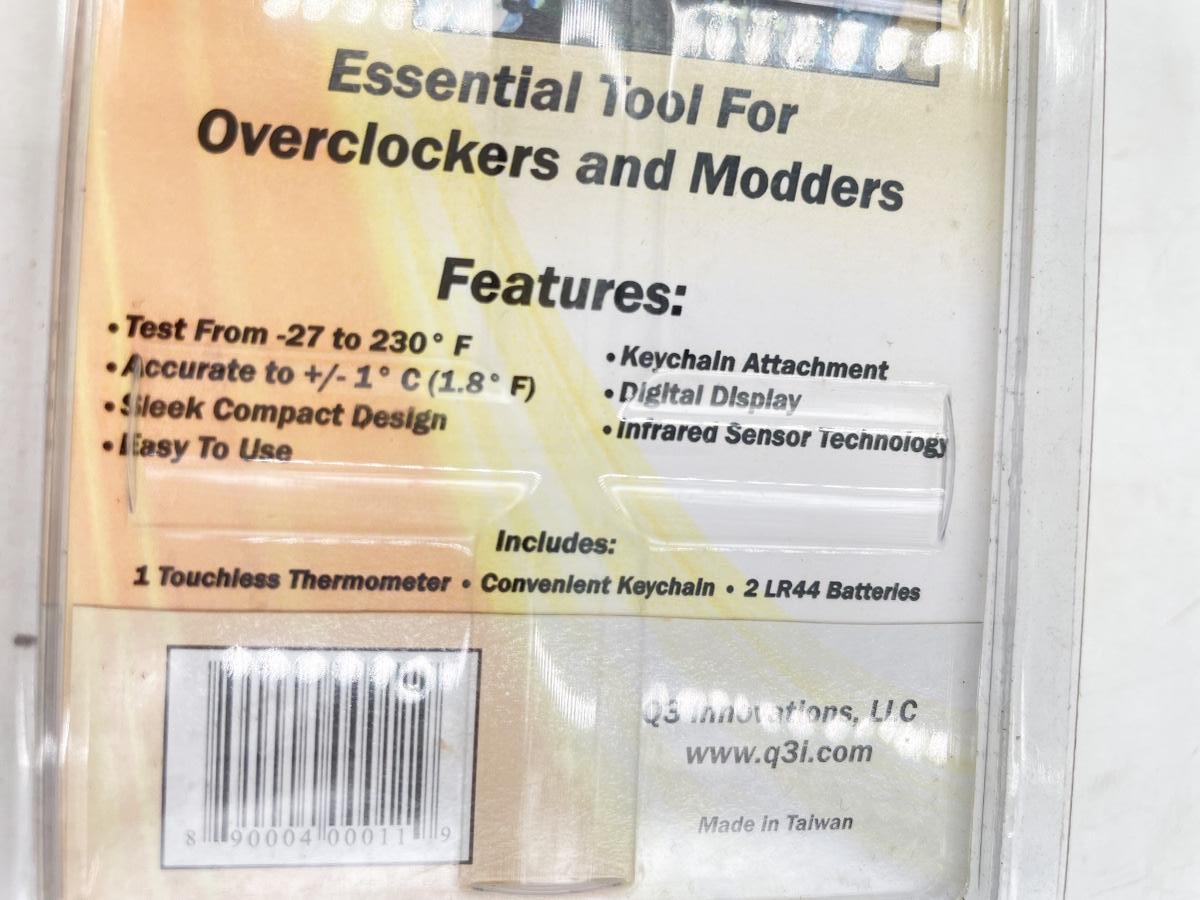 Essential Tool For
Overclockers and Modders
Features:
• Test From -27 to 230° F
• Accurate to +/- 1° C (1.8° F)
• Sleek Compact Design
• Easy To Use
• Keychain Attachment
• Digital Display
• Infrared Sensor Technology
Includes:
1 Touchless Thermometer • Convenient Keychain • 2 LR44 Batteries
8 90004 00011 9
Q3 Innovations, LLC
www.q3i.com
Made in Taiwan